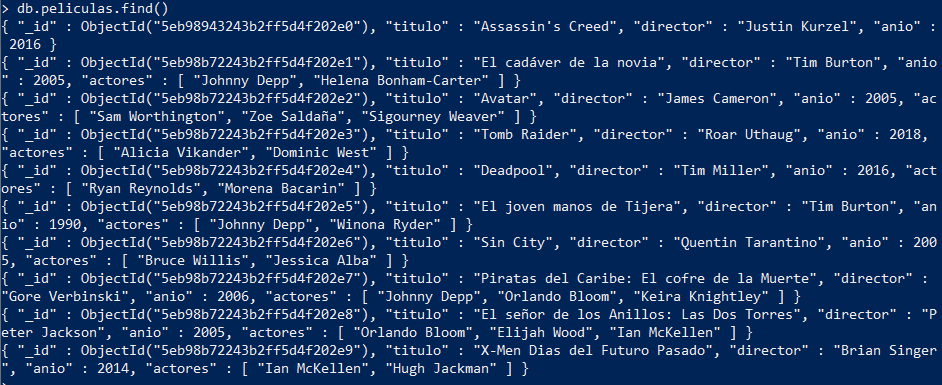 > db.peliculas.find()
{ "_id" : ObjectId("5eb98943243b2ff5d4f202e0"), "titulo" : "Assassin's Creed", "director" : "Justin Kurzel", "anio" :
 2016 }
{ "_id" : ObjectId("5eb98b72243b2ff5d4f202e1"), "titulo" : "El cadáver de la novia", "director" : "Tim Burton", "anio
" : 2005, "actores" : [ "Johnny Depp", "Helena Bonham-Carter" ] }
{ "_id" : ObjectId("5eb98b72243b2ff5d4f202e2"), "titulo" : "Avatar", "director" : "James Cameron", "anio" : 2005, "ac
tores" : [ "Sam Worthington", "Zoe Saldaña", "Sigourney Weaver" ] }
{ "_id" : ObjectId("5eb98b72243b2ff5d4f202e3"), "titulo" : "Tomb Raider", "director" : "Roar Uthaug", "anio" : 2018,
"actores" : [ "Alicia Vikander", "Dominic West" ] }
{ "_id" : ObjectId("5eb98b72243b2ff5d4f202e4"), "titulo" : "Deadpool", "director" : "Tim Miller", "anio" : 2016, "act
ores" : [ "Ryan Reynolds", "Morena Bacarin" ] }
{ "_id" : ObjectId("5eb98b72243b2ff5d4f202e5"), "titulo" : "El joven manos de Tijera", "director" : "Tim Burton", "an
io" : 1990, "actores" : [ "Johnny Depp", "Winona Ryder" ] }
{ "_id" : ObjectId("5eb98b72243b2ff5d4f202e6"), "titulo" : "Sin City", "director" : "Quentin Tarantino", "anio" : 200
5, "actores" : [ "Bruce Willis", "Jessica Alba" ] }
{ "_id" : ObjectId("5eb98b72243b2ff5d4f202e7"), "titulo" : "Piratas del Caribe: El cofre de la Muerte", "director" :
"Gore Verbinski", "anio" : 2006, "actores" : [ "Johnny Depp", "Orlando Bloom", "Keira Knightley" ] }
{ "_id" : ObjectId("5eb98b72243b2ff5d4f202e8"), "titulo" : "El señor de los Anillos: Las Dos Torres", "director" : "P
eter Jackson", "anio" : 2005, "actores" : [ "Orlando Bloom", "Elijah Wood", "Ian McKellen" ] }
{ "_id" : ObjectId("5eb98b72243b2ff5d4f202e9"), "titulo" : "X-Men Dias del Futuro Pasado", "director" : "Brian Singer
", "anio" : 2014, "actores" : [ "Ian McKellen", "Hugh Jackman" ] }